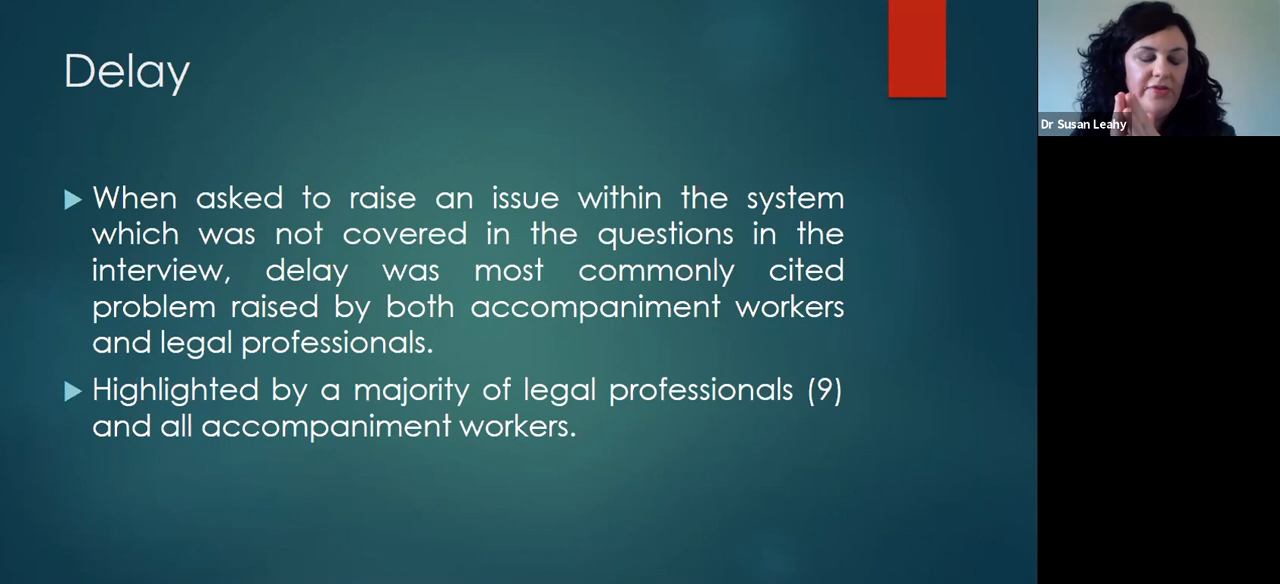 Delay
When asked to raise an issue within the system
which was not covered in the questions in the
interview, delay was most commonly cited
problem raised by both accompaniment workers
and legal professionals.
Highlighted by a majority of legal professionals (9)
and all accompaniment workers.
Dr Susan Leahy